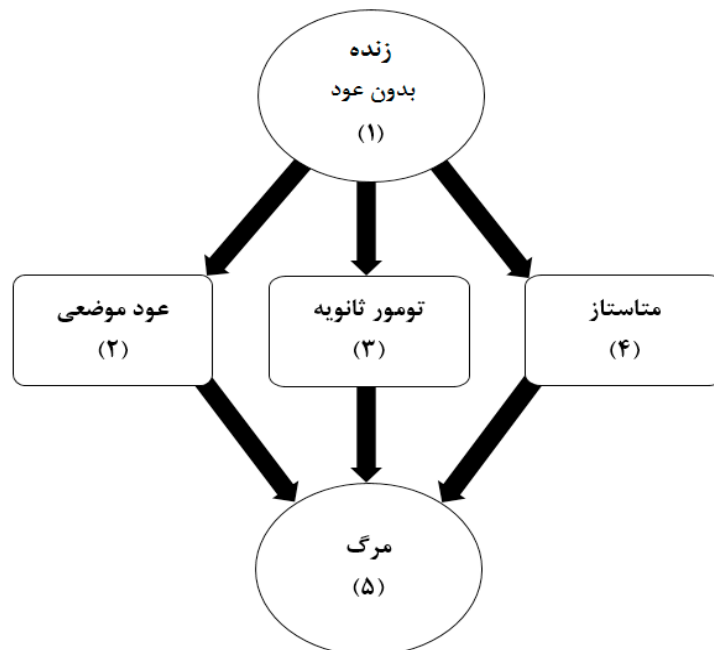 زنده
بدون عود
(۱)
متاستاز
(۴)
تومور ثانویه
(۳)
عود موضعی
(۲)
مرگ
(۵)